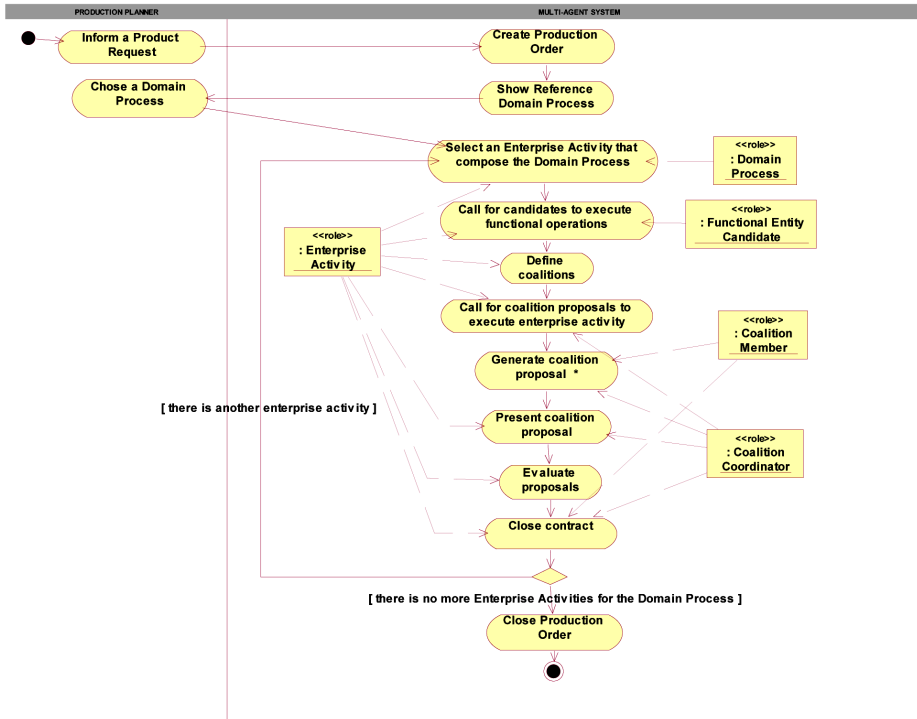 PRODUCTION PLANNER
MULTI-AGENT SYSTEM
Inform a Product
Request
Create Production
Order
Chose a Domain
Process
Show Reference
Domain Process
Select an Enterprise Activity that
compose the Domain Process
<<role>>
: Domain
Process
Call for candidates to execute
functional operations
<<role>>
: Functional Entity
Candidate
<<role>>
: Enterprise
Activity
Define
coalitions
Call for coalition proposals to
execute enterprise activity
<<role>>
: Coalition
Member
Generate coalition
proposal *
[ there is another enterprise activity ]
Present coalition
proposal
<<role>>
: Coalition
Coordinator
Evaluate
proposals
Close contract
[ there is no more Enterprise Activities for the Domain Process ]
Close Production
Order